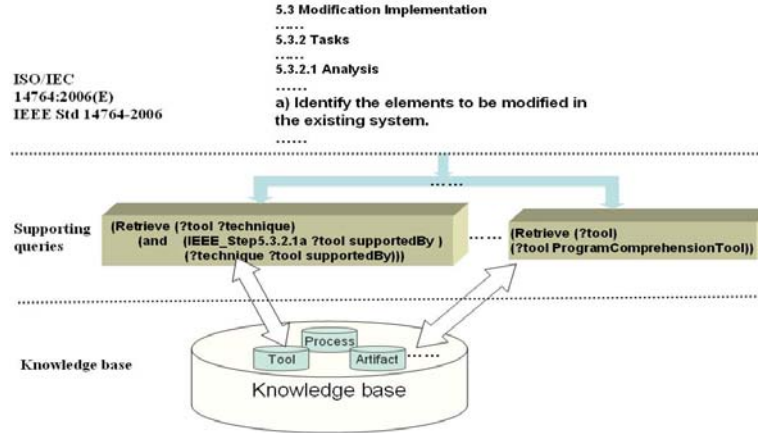 5.3 Modification Implementation
......
5.3.2 Tasks
......
5.3.2.1 Analysis
......
a) Identify the elements to be modified in
the existing system.
......
ISO/IEC
14764:2006(E)
IEEE Std 14764-2006
......
Supporting
queries
(Retrieve (?tool ?technique)
(and (IEEE_Step5.3.2.1a ?tool supportedBy )
(?technique ?tool supportedBy)))
......
(Retrieve (?tool)
(?tool ProgramComprehensionTool))
Knowledge base
Process
Tool
Artifact
......
Knowledge base